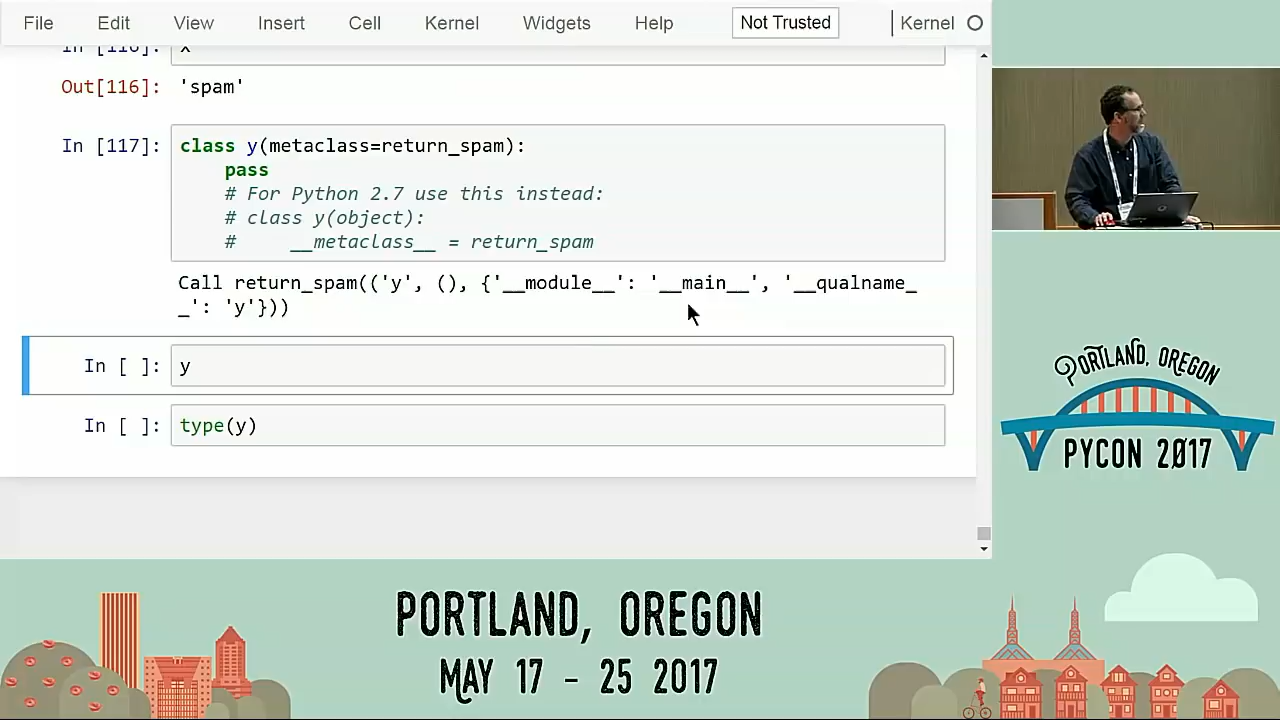 File Edit View Insert Cell Kernel Widgets Help Not Trusted Kernel
In [116]: x
Out[116]: 'spam'
In [117]: class y(metaclass=return_spam):
pass
# For Python 2.7 use this instead:
# class y(object):
#     __metaclass__ = return_spam
Call return_spam(('y', (), {'__module__': '__main__', '__qualname_
_': 'y'}))
In [ ]: y
In [ ]: type(y)
PORTLAND, OREGON
PYCON 2017
PORTLAND, OREGON
MAY 17 - 25 2017